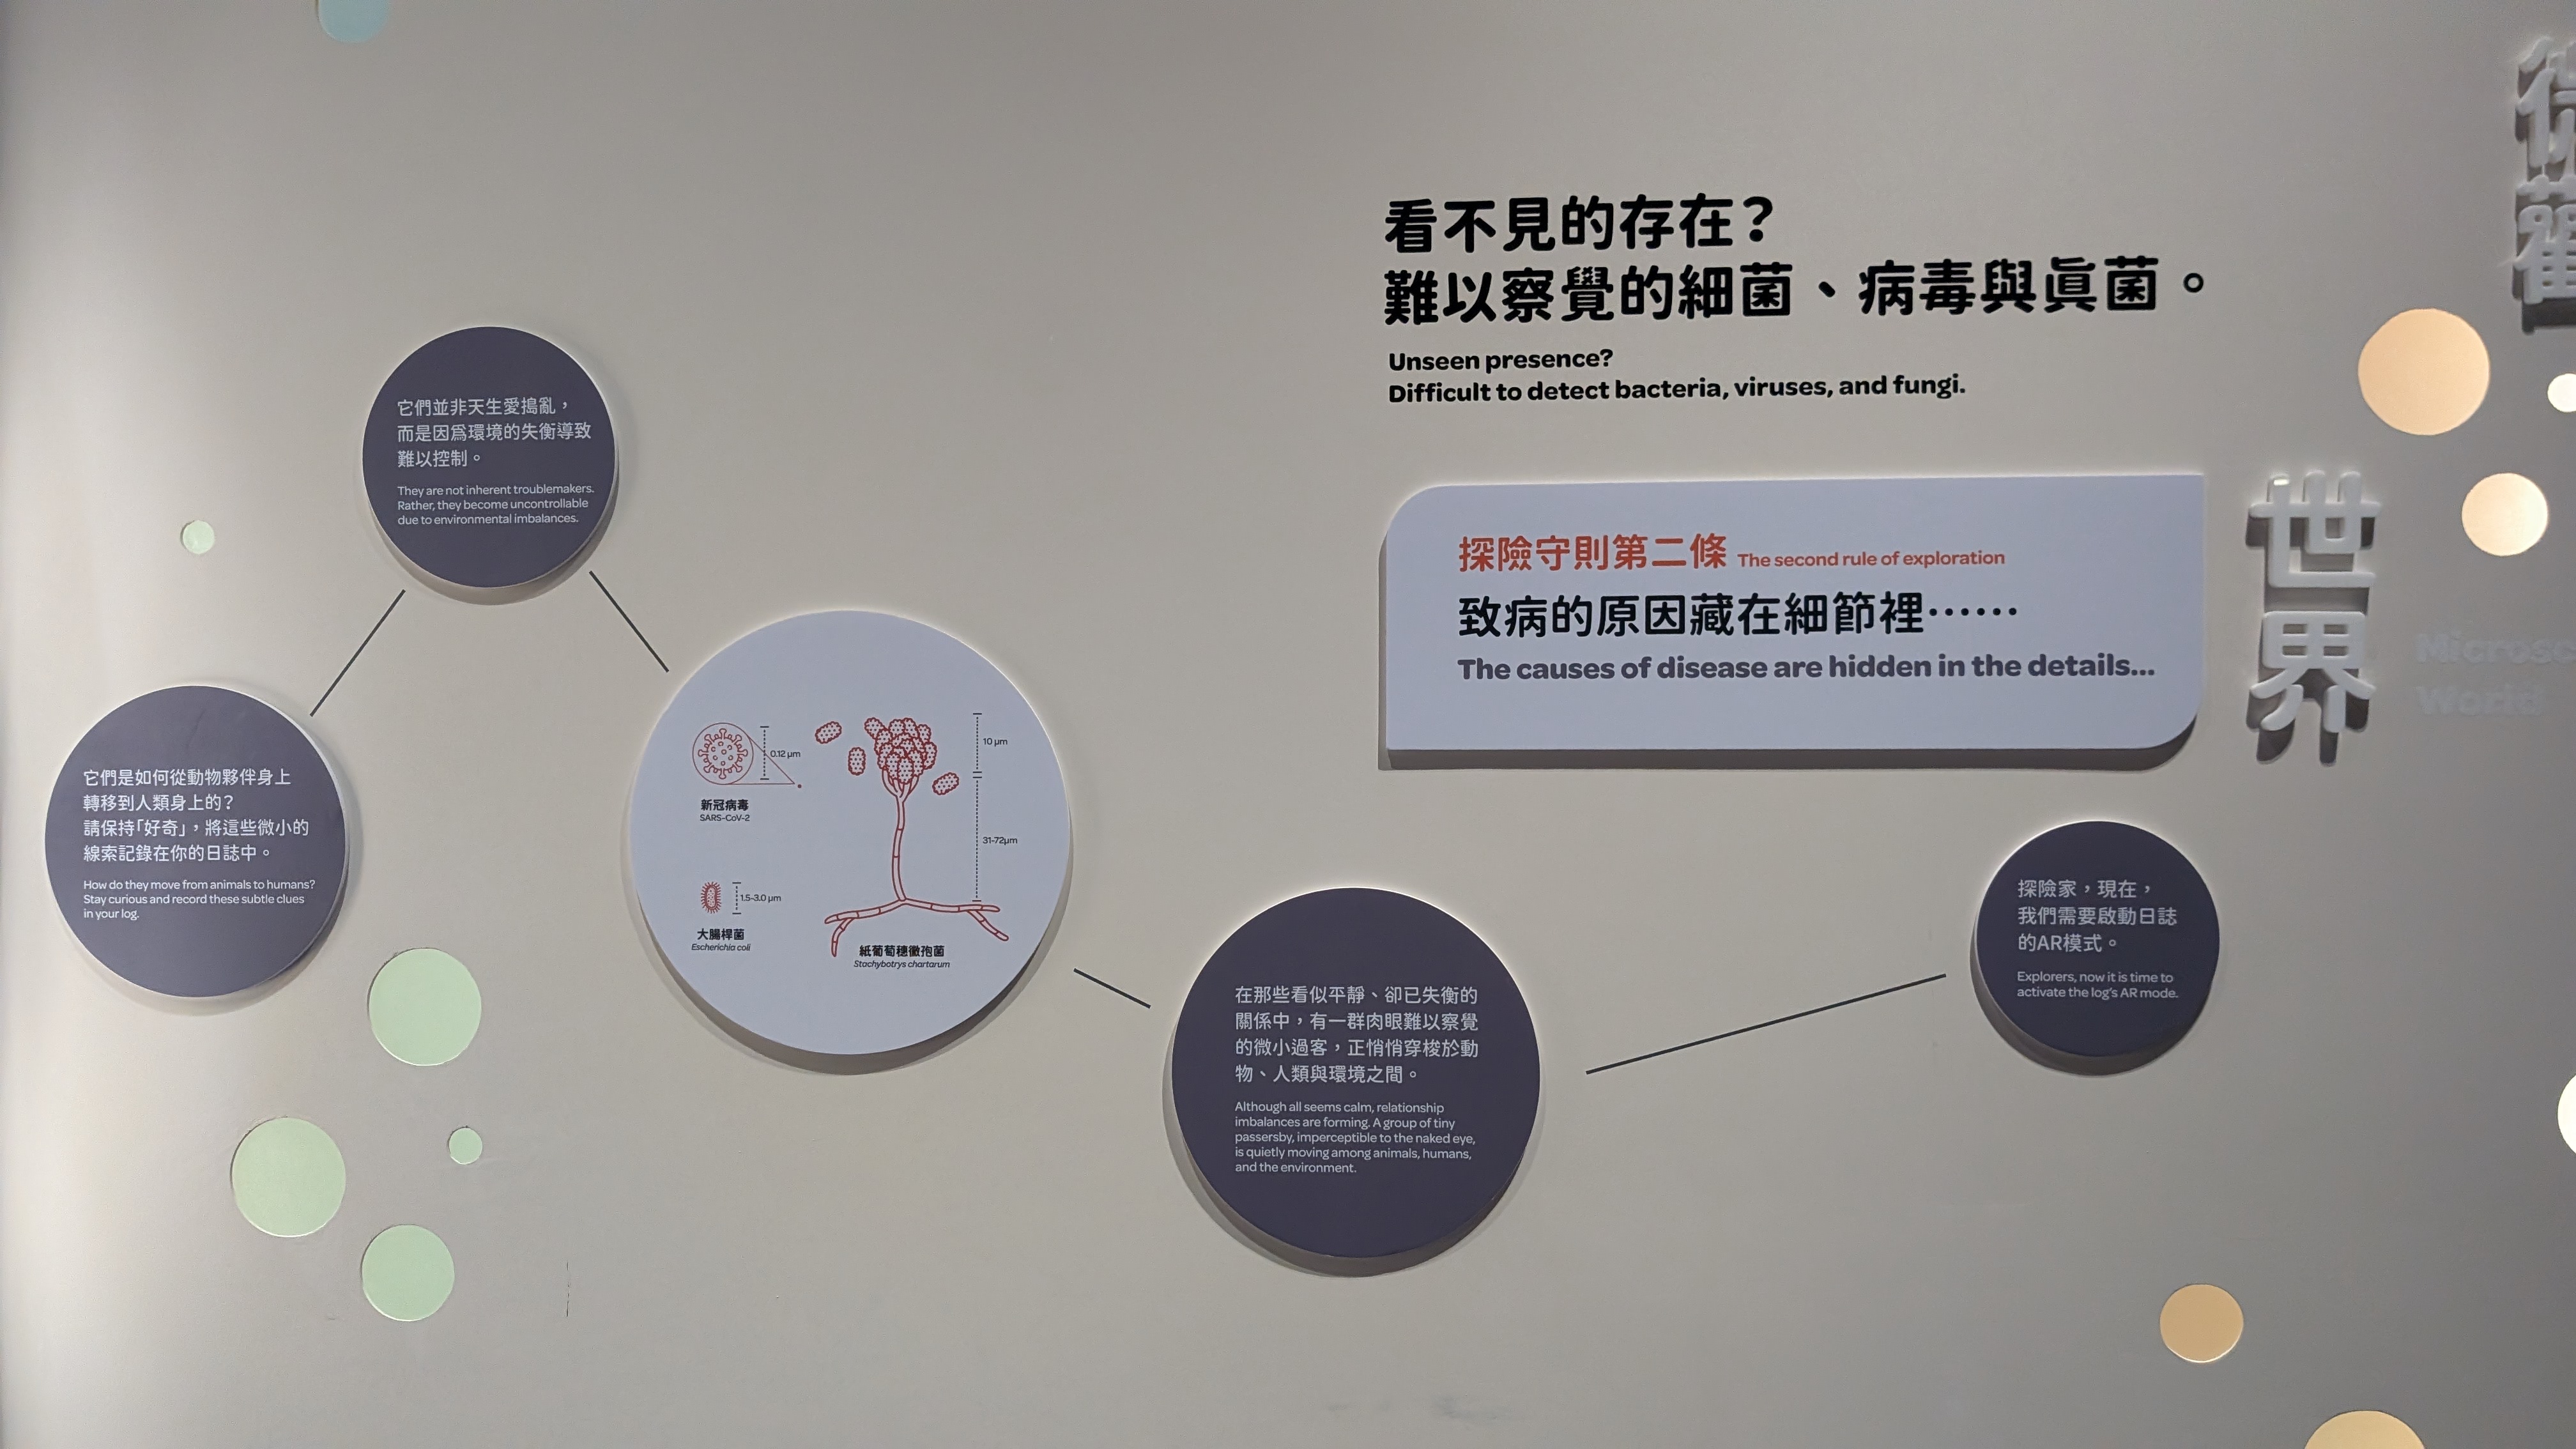 看不見的存在？
難以察覺的細菌、病毒與眞菌。
Unseen presence?
Difficult to detect bacteria, viruses, and fungi.
探險守則第二條 The second rule of exploration
致病的原因藏在細節裡……
The causes of disease are hidden in the details...
微觀
世界
World
它們並非天生愛搗亂，
而是因爲環境的失衡導致
難以控制。
They are not inherent troublemakers.
Rather, they become uncontrollable
due to environmental imbalances.
它們是如何從動物夥伴身上
轉移到人類身上的？
請保持「好奇」，將這些微小的
線索記錄在你的日誌中。
How do they move from animals to humans?
Stay curious and record these subtle clues
in your log.
0.12 μm
新冠病毒
SARS-CoV-2
1.5-3.0 μm
大腸桿菌
Escherichia coli
10 μm
31-72μm
紙葡萄穗黴孢菌
Stachybotrys chartarum
在那些看似平靜、卻已失衡的
關係中，有一群肉眼難以察覺
的微小過客，正悄悄穿梭於動
物、人類與環境之間。
Although all seems calm, relationship
imbalances are forming. A group of tiny
passersby, imperceptible to the naked eye,
is quietly moving among animals, humans,
and the environment.
探險家，現在，
我們需要啟動日誌
的AR模式。
Explorers, now it is time to
activate the log's AR mode.